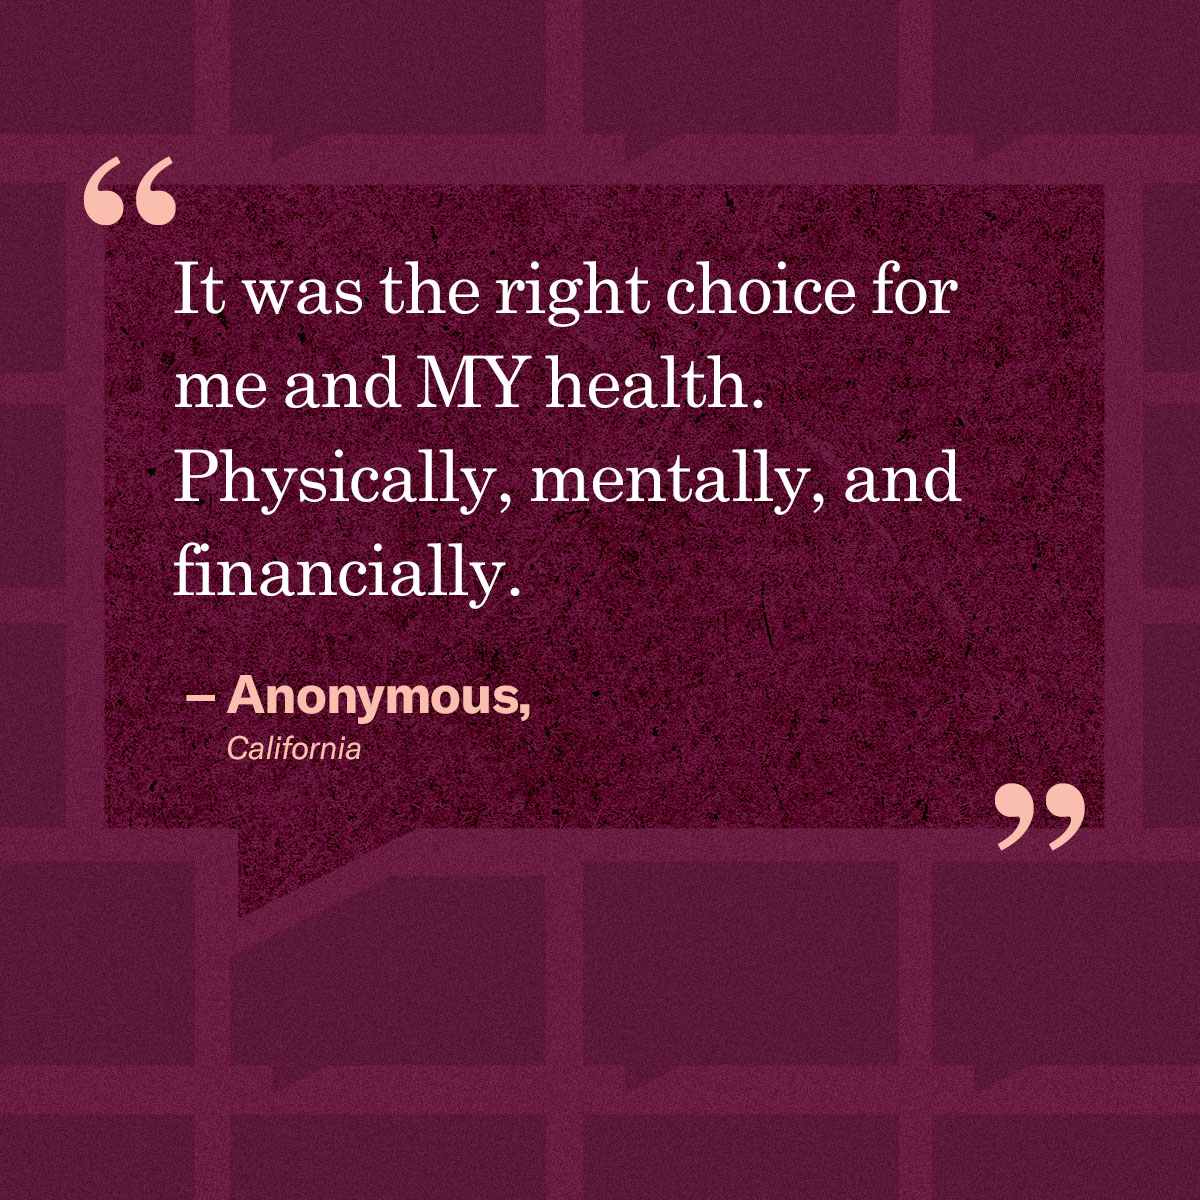 “
It was the right choice for
me and MY health.
Physically, mentally, and
financially.
– Anonymous,
California
”